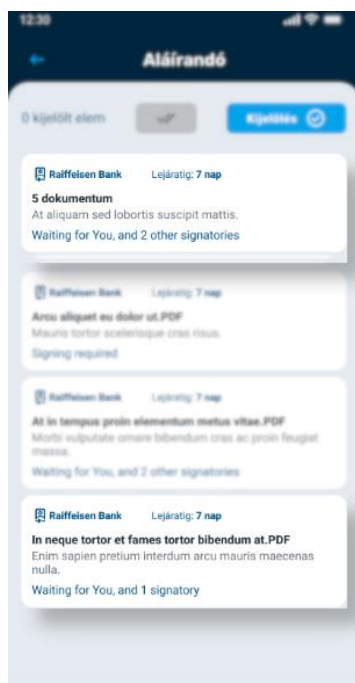 12:30
Aláírandó
0 kijelölt elem
Kijelölés
Raiffeisen Bank Lejáratig: 7 nap
5 dokumentum
At aliquam sed lobortis suscipit mattis.
Waiting for You, and 2 other signatories
Raiffeisen Bank Lejáratig: 7 nap
Arcu aliquet eu dolor ut.PDF
Mauris tortor scelerisque cras risus.
Signing required
Raiffeisen Bank Lejáratig: 7 nap
At in tempus proin elementum metus vitae.PDF
Morbi vulputate ornare bibendum cras ac proin feugiat
massa.
Waiting for You, and 2 other signatories
Raiffeisen Bank Lejáratig: 7 nap
In neque tortor et fames tortor bibendum at.PDF
Enim sapien pretium interdum arcu mauris maecenas
nulla.
Waiting for You, and 1 signatory